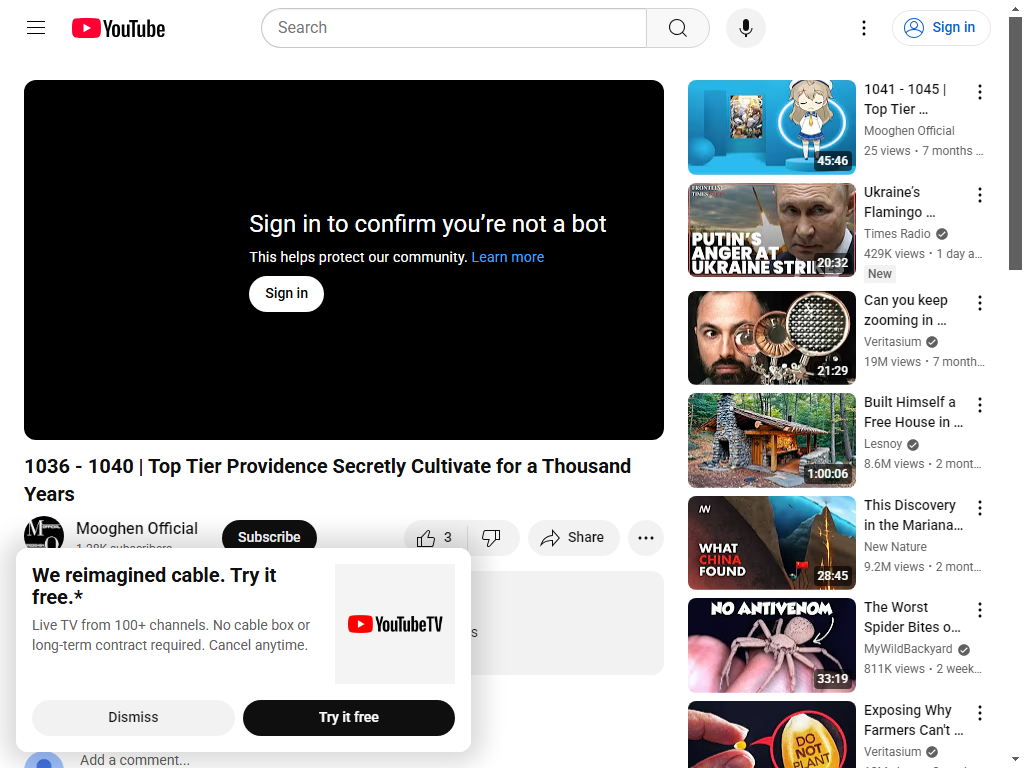 YouTube
Search
Sign in
Sign in to confirm you’re not a bot
This helps protect our community. Learn more
Sign in
1036 - 1040 | Top Tier Providence Secretly Cultivate for a Thousand
Years
Mooghen Official
Subscribe
3
Share
s
We reimagined cable. Try it
free.*
Live TV from 100+ channels. No cable box or
long-term contract required. Cancel anytime.
YouTubeTV
Dismiss
Try it free
Add a comment...
45:46
1041 - 1045 |
Top Tier ...
Mooghen Official
25 views • 7 months ...
FRONTLINE
TIMES RADIO
PUTIN'S
ANGER AT
UKRAINE STRIKE
20:32
Ukraine’s
Flamingo ...
Times Radio
429K views • 1 day a...
New
21:29
Can you keep
zooming in ...
Veritasium
19M views • 7 month...
1:00:06
Built Himself a
Free House in ...
Lesnoy
8.6M views • 2 mont...
WHAT
CHINA
FOUND
28:45
This Discovery
in the Mariana...
New Nature
9.2M views • 2 mont...
NO ANTIVENOM
33:19
The Worst
Spider Bites o...
MyWildBackyard
811K views • 2 week...
DO
NOT
PLANT
Exposing Why
Farmers Can't ...
Veritasium